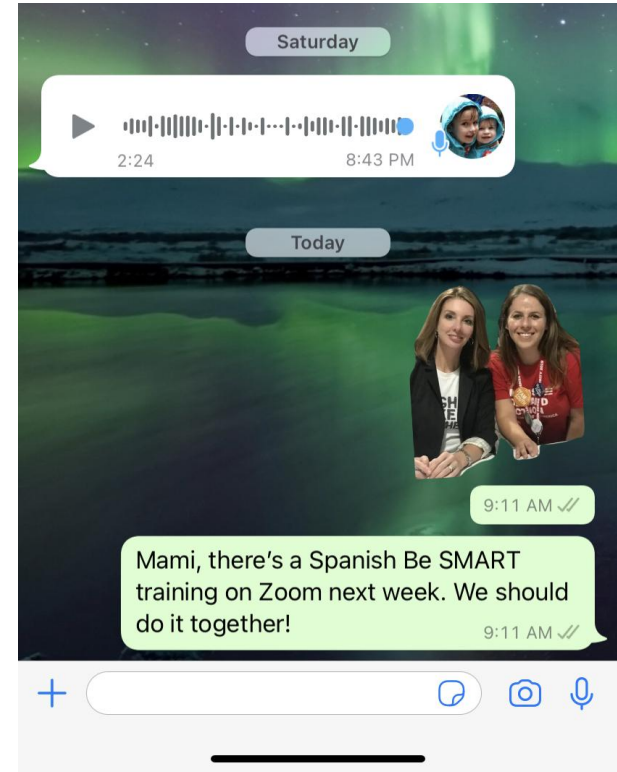 Saturday
2:24 8:43 PM
Today
9:11 AM
Mami, there's a Spanish Be SMART
training on Zoom next week. We should
do it together!
9:11 AM